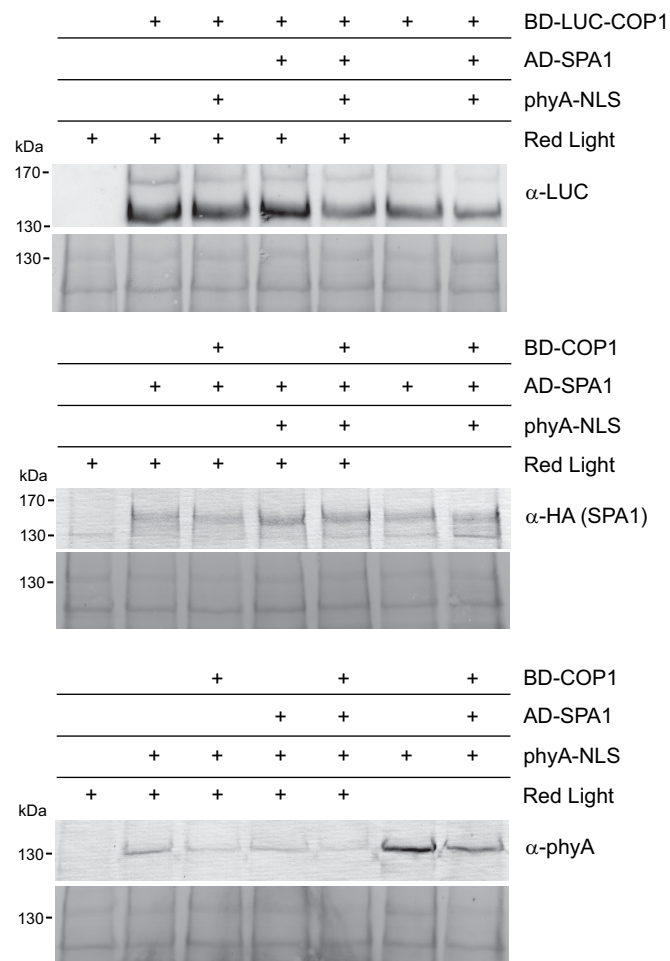 + + + + + + BD-LUC-COP1
+ + + AD-SPA1
+ + + phyA-NLS
+ + + + + Red Light
kDa
170-
α-LUC
130-
130-
+ + + BD-COP1
+ + + + + + AD-SPA1
+ + + phyA-NLS
+ + + + + Red Light
kDa
170-
α-HA (SPA1)
130-
130-
+ + + BD-COP1
+ + + AD-SPA1
+ + + + + + phyA-NLS
+ + + + + Red Light
kDa
130- α-phyA
130-